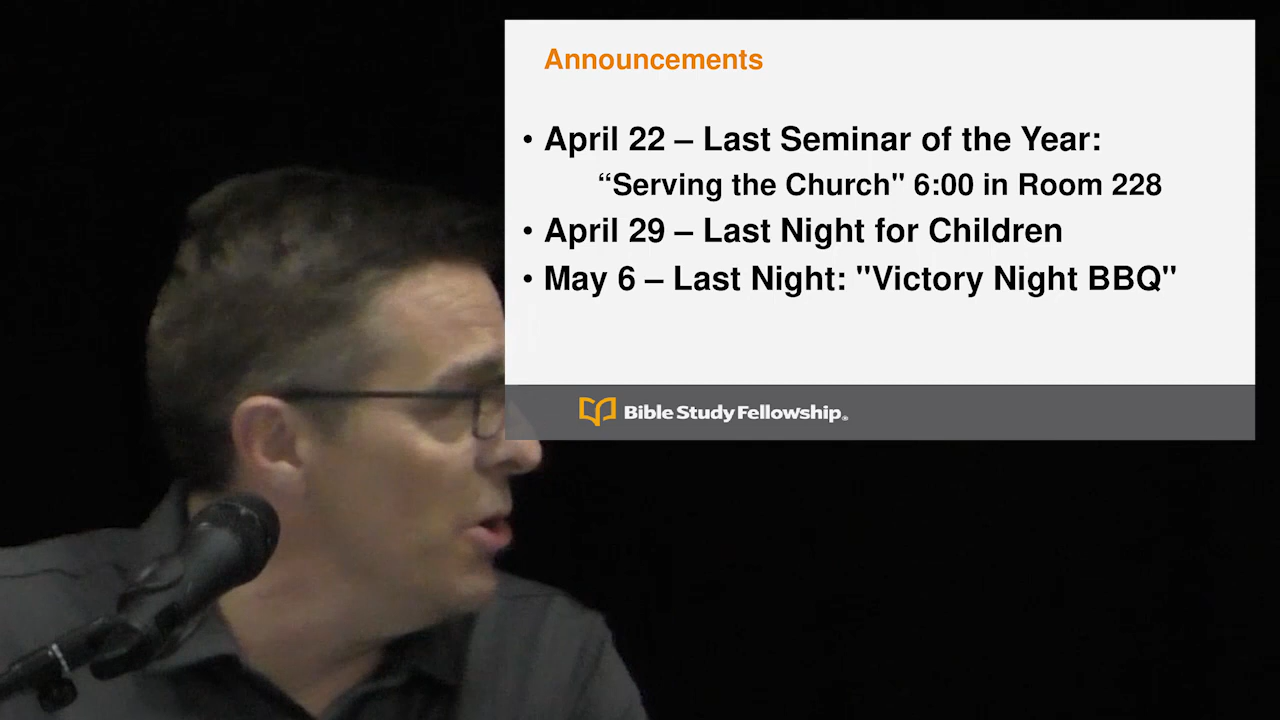 Announcements
• April 22 – Last Seminar of the Year:
“Serving the Church" 6:00 in Room 228
• April 29 – Last Night for Children
• May 6 – Last Night: "Victory Night BBQ"
Bible Study Fellowship®